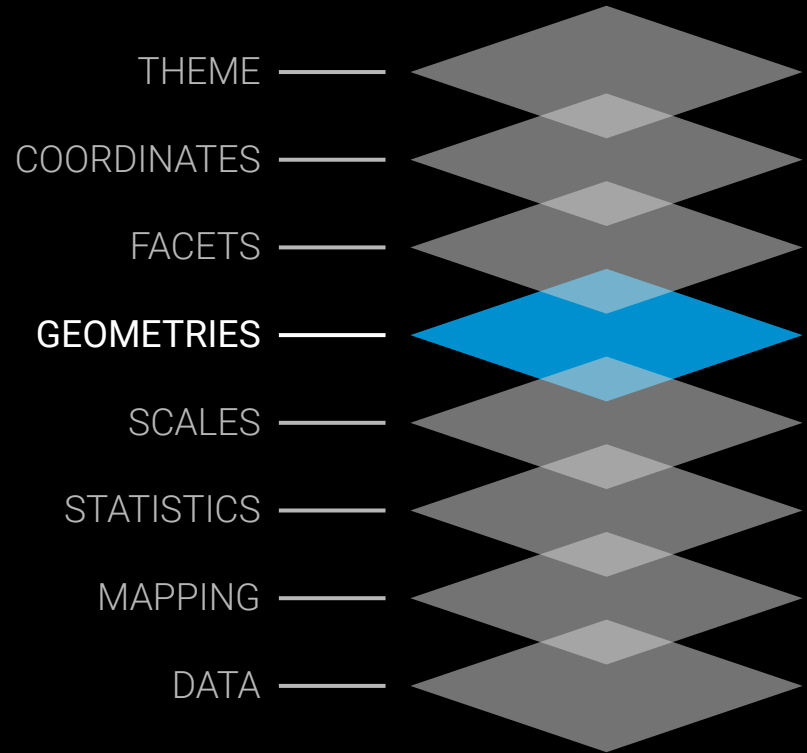 THEME
COORDINATES
FACETS
GEOMETRIES
SCALES
STATISTICS
MAPPING
DATA